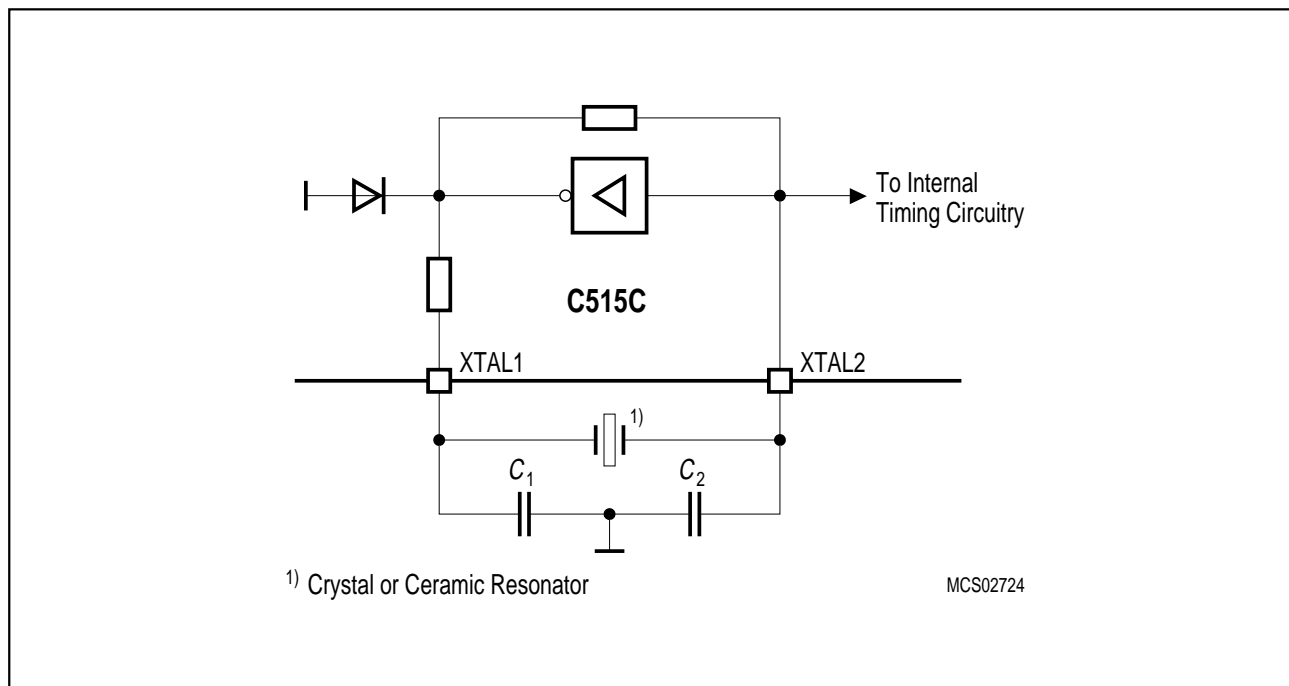 To Internal
Timing Circuitry
C515C
XTAL1
XTAL2
1)
C1
C2
1) Crystal or Ceramic Resonator
MCS02724